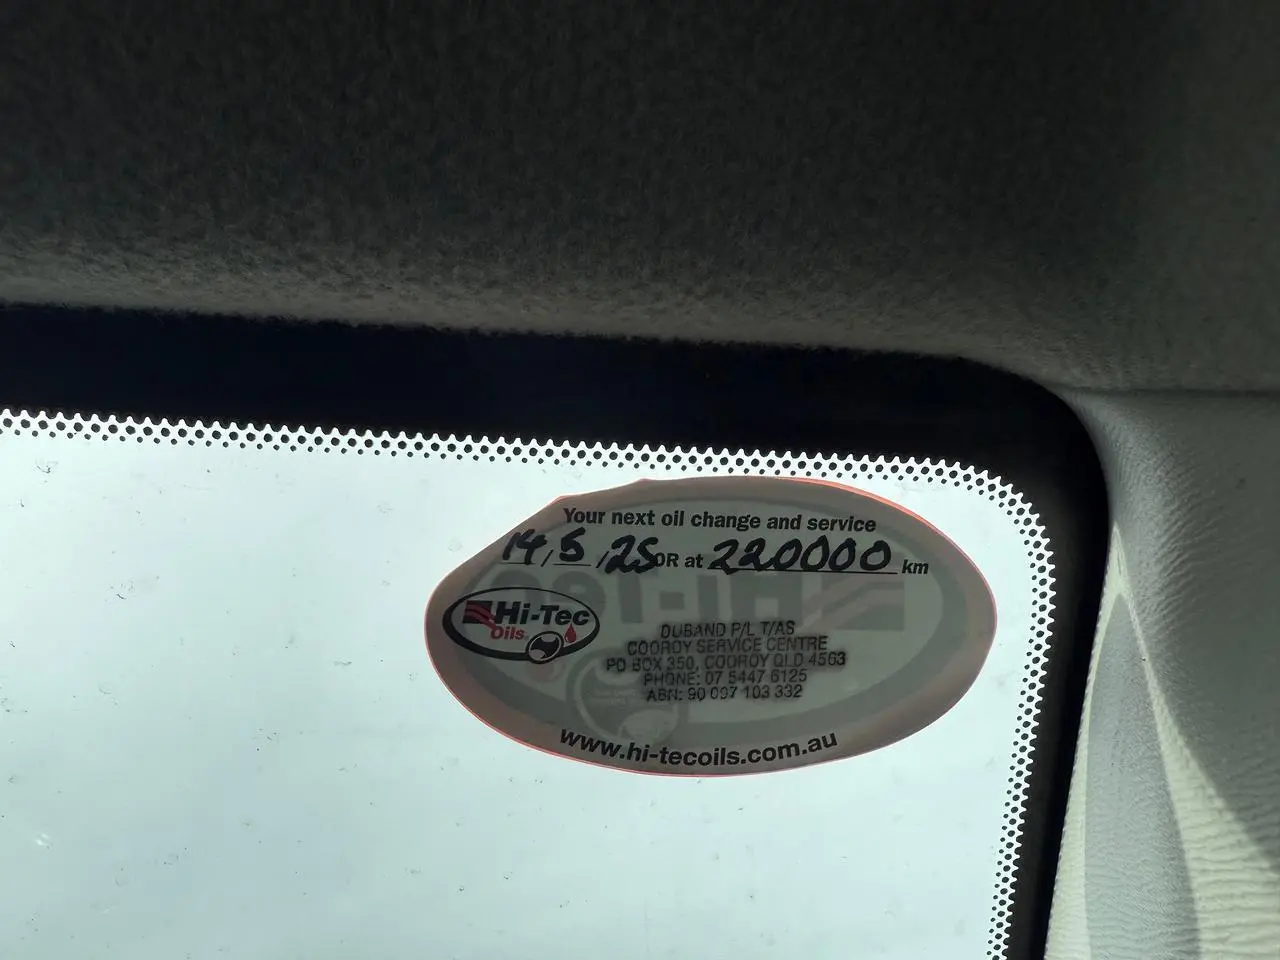 Your next oil change and service
14/5/25 OR at 220000 km
Hi-Tec
Oils
DUBAND P/L T/AS
COOROY SERVICE CENTRE
PO BOX 350, COOROY QLD 4563
PHONE: 07 5447 6125
ABN: 90 097 103 332
www.hi-tecoils.com.au